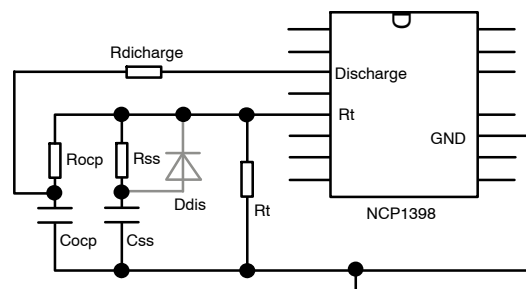 Rdicharge
Discharge
Rt
GND
Rocp
Rss
Ddis
Rt
NCP1398
Cocp
Css